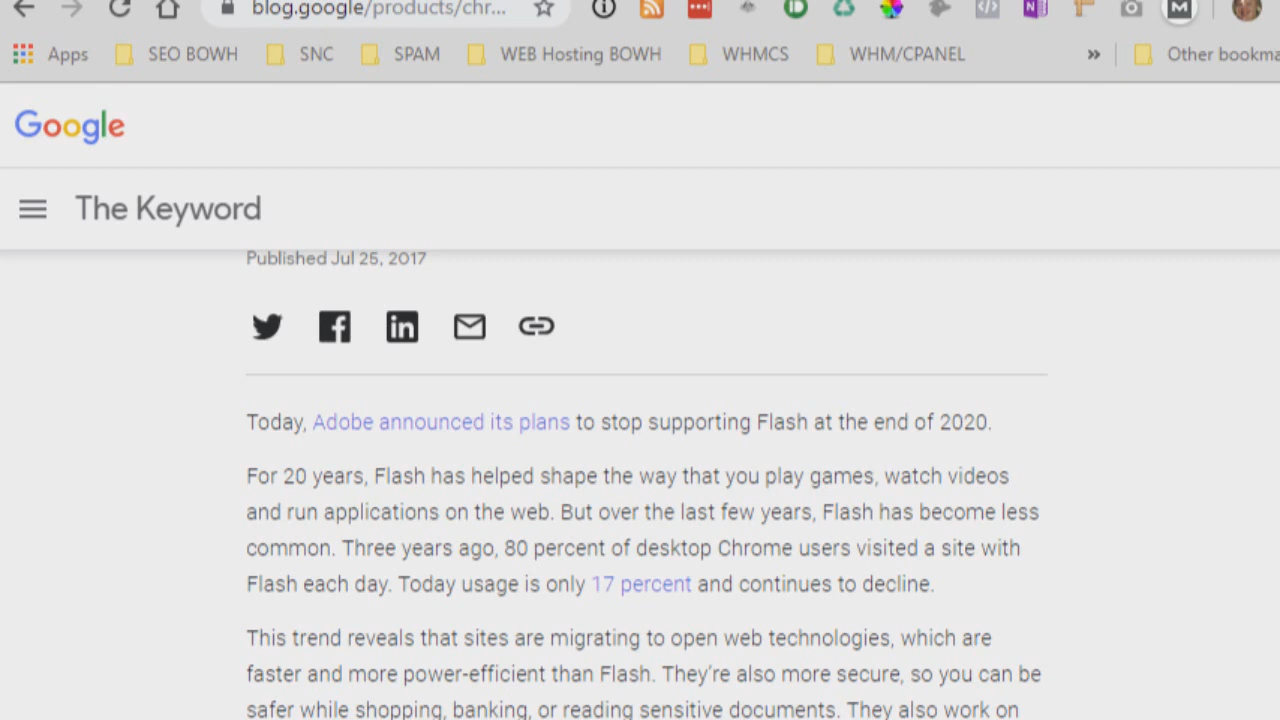 blog.google/products/chr...
Apps SEO BOWH SNC SPAM WEB Hosting BOWH WHMCS WHM/CPANEL » Other bookma
Google
The Keyword
Published Jul 25, 2017
Today, Adobe announced its plans to stop supporting Flash at the end of 2020.
For 20 years, Flash has helped shape the way that you play games, watch videos
and run applications on the web. But over the last few years, Flash has become less
common. Three years ago, 80 percent of desktop Chrome users visited a site with
Flash each day. Today usage is only 17 percent and continues to decline.
This trend reveals that sites are migrating to open web technologies, which are
faster and more power-efficient than Flash. They're also more secure, so you can be
safer while shopping, banking, or reading sensitive documents. They also work on